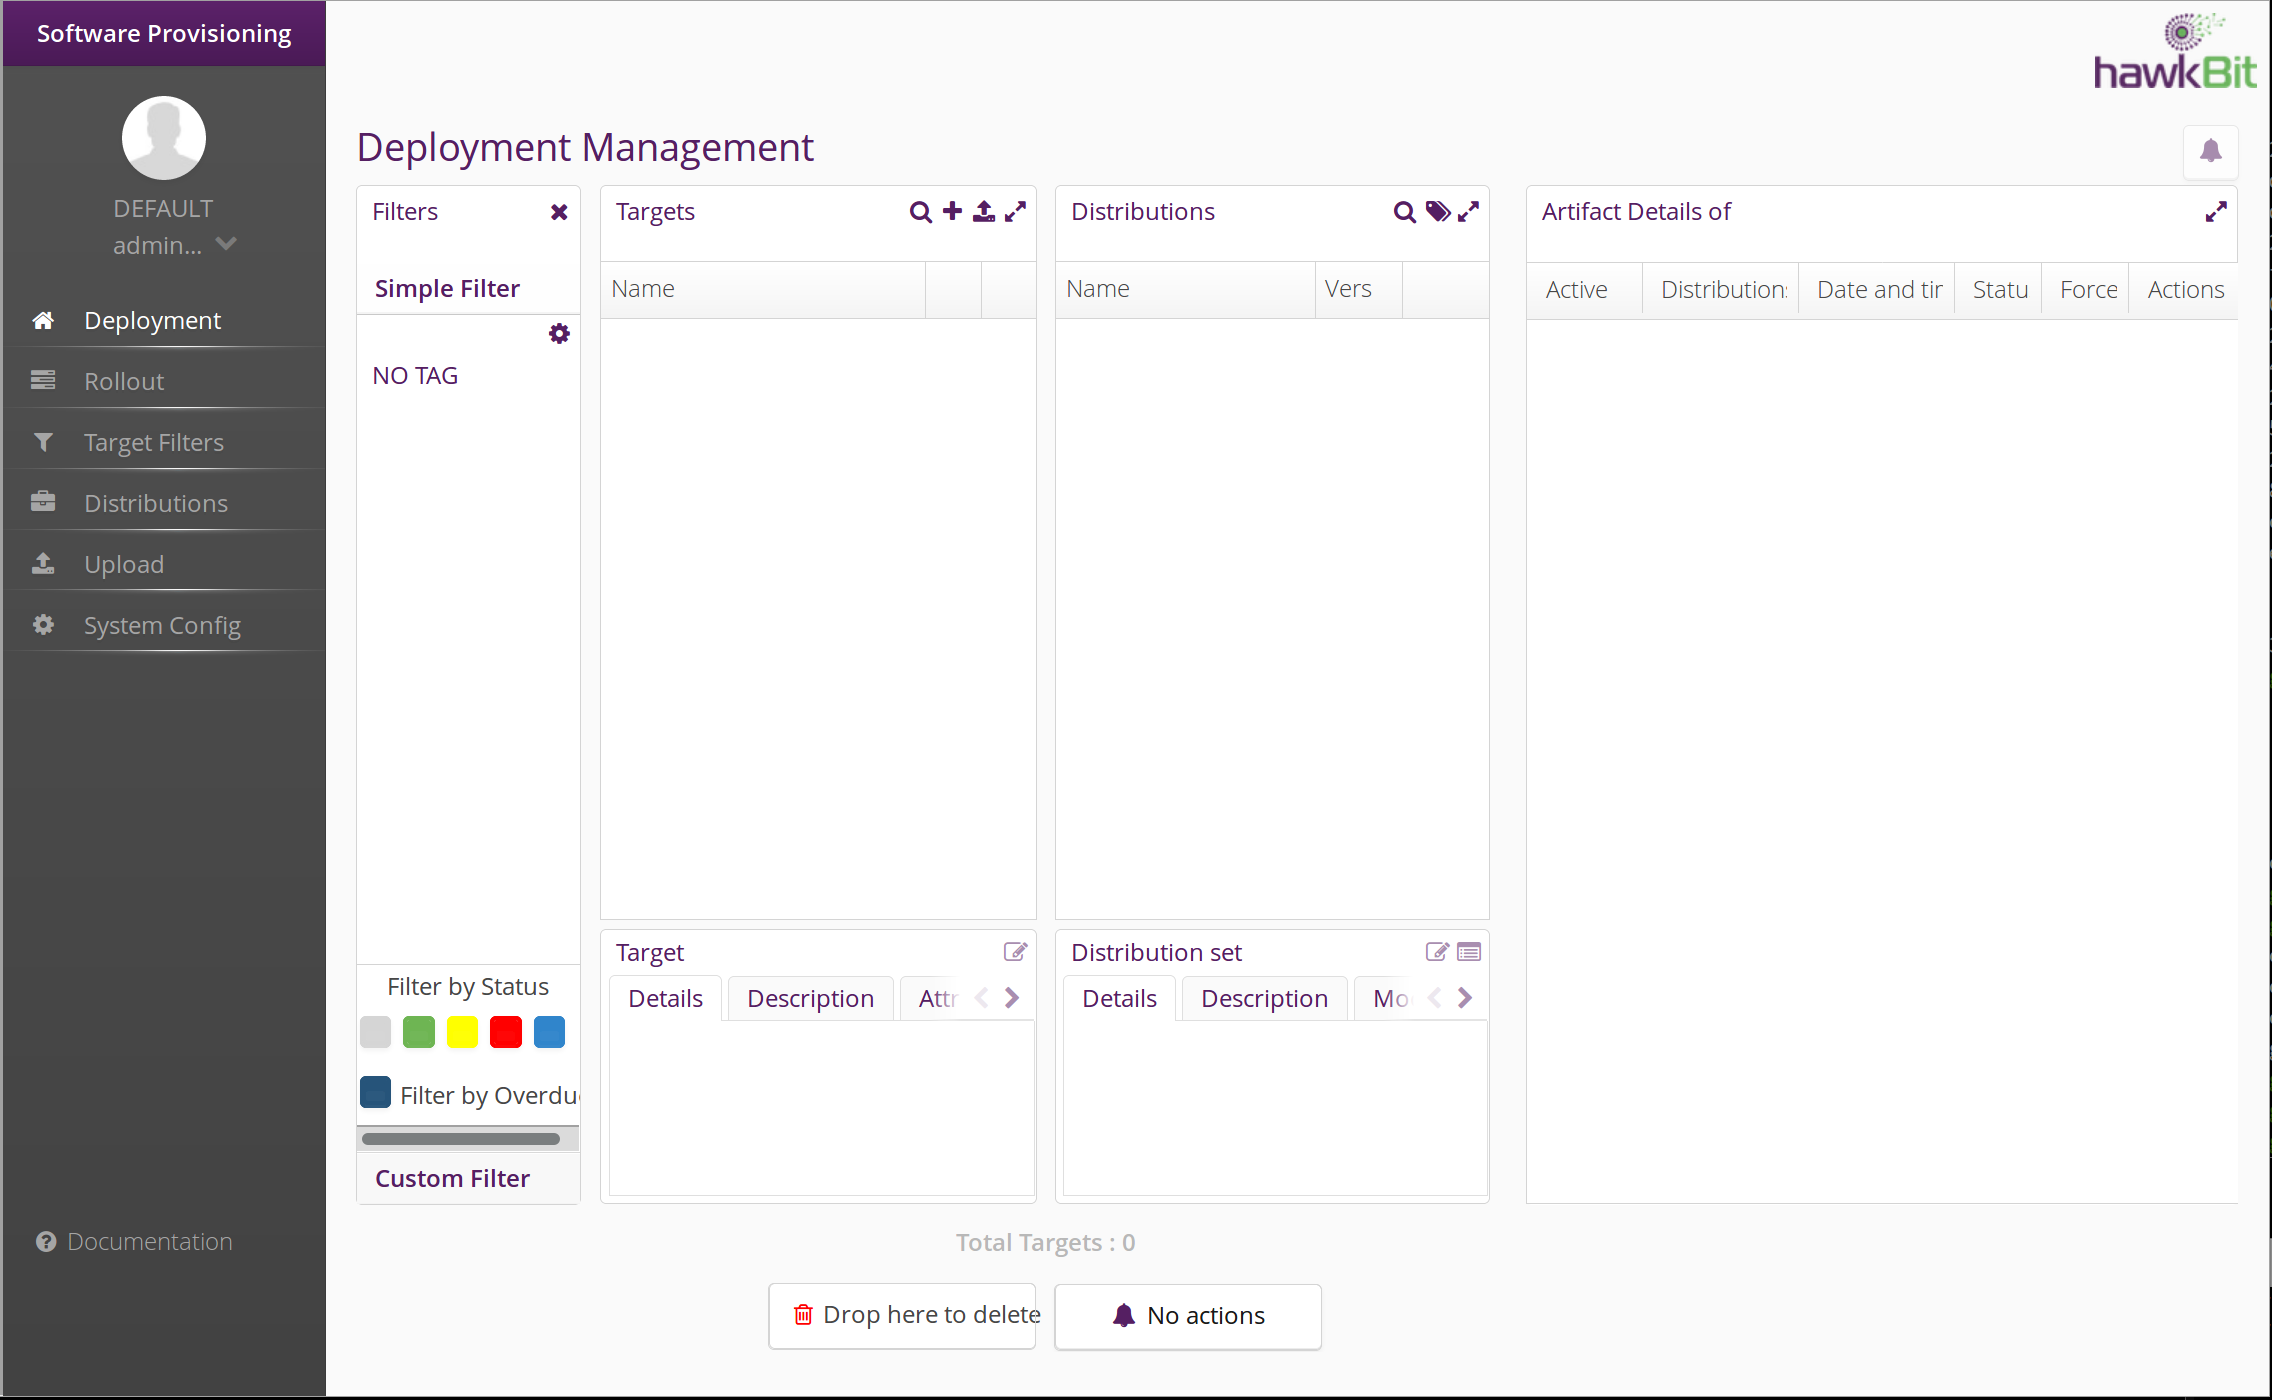 Software Provisioning
DEFAULT
admin...
Deployment
Rollout
Target Filters
Distributions
Upload
System Config
Documentation
hawkBit
Deployment Management
Filters
Simple Filter
NO TAG
Filter by Status
Filter by Overdu
Custom Filter
Targets
Name
Target
Details Description Attr
Distributions
Name Vers
Distribution set
Details Description Mo
Artifact Details of
Active Distributions Date and tir Statu Force Actions
Total Targets : 0
Drop here to delete
No actions